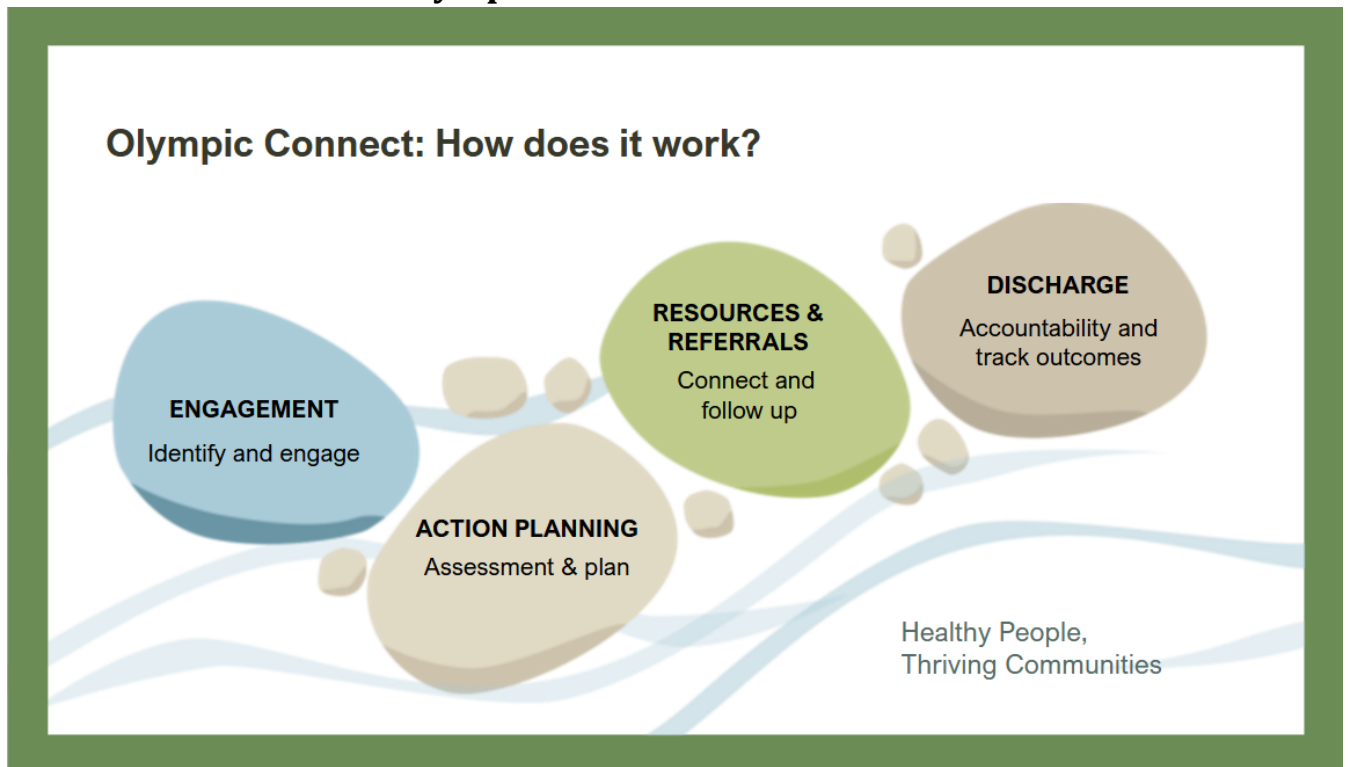 Olympic Connect: How does it work?
ENGAGEMENT
Identify and engage
ACTION PLANNING
Assessment & plan
RESOURCES &
REFERRALS
Connect and
follow up
DISCHARGE
Accountability and
track outcomes
Healthy People,
Thriving Communities